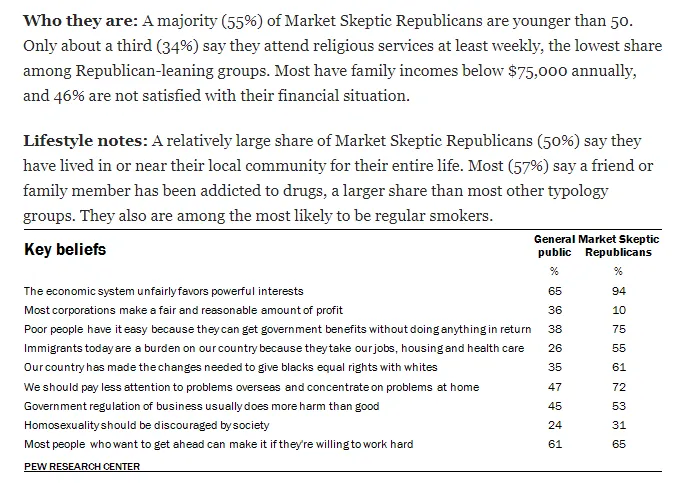 Who they are: A majority (55%) of Market Skeptic Republicans are younger than 50.
Only about a third (34%) say they attend religious services at least weekly, the lowest share
among Republican-leaning groups. Most have family incomes below $75,000 annually,
and 46% are not satisfied with their financial situation.
Lifestyle notes: A relatively large share of Market Skeptic Republicans (50%) say they
have lived in or near their local community for their entire life. Most (57%) say a friend or
family member has been addicted to drugs, a larger share than most other typology
groups. They also are among the most likely to be regular smokers.
Key beliefs General public Market Skeptic Republicans
% %
The economic system unfairly favors powerful interests 65 94
Most corporations make a fair and reasonable amount of profit 36 10
Poor people have it easy because they can get government benefits without doing anything in return 38 75
Immigrants today are a burden on our country because they take our jobs, housing and health care 26 55
Our country has made the changes needed to give blacks equal rights with whites 35 61
We should pay less attention to problems overseas and concentrate on problems at home 47 72
Government regulation of business usually does more harm than good 45 53
Homosexuality should be discouraged by society 24 31
Most people who want to get ahead can make it if they're willing to work hard 61 65
PEW RESEARCH CENTER